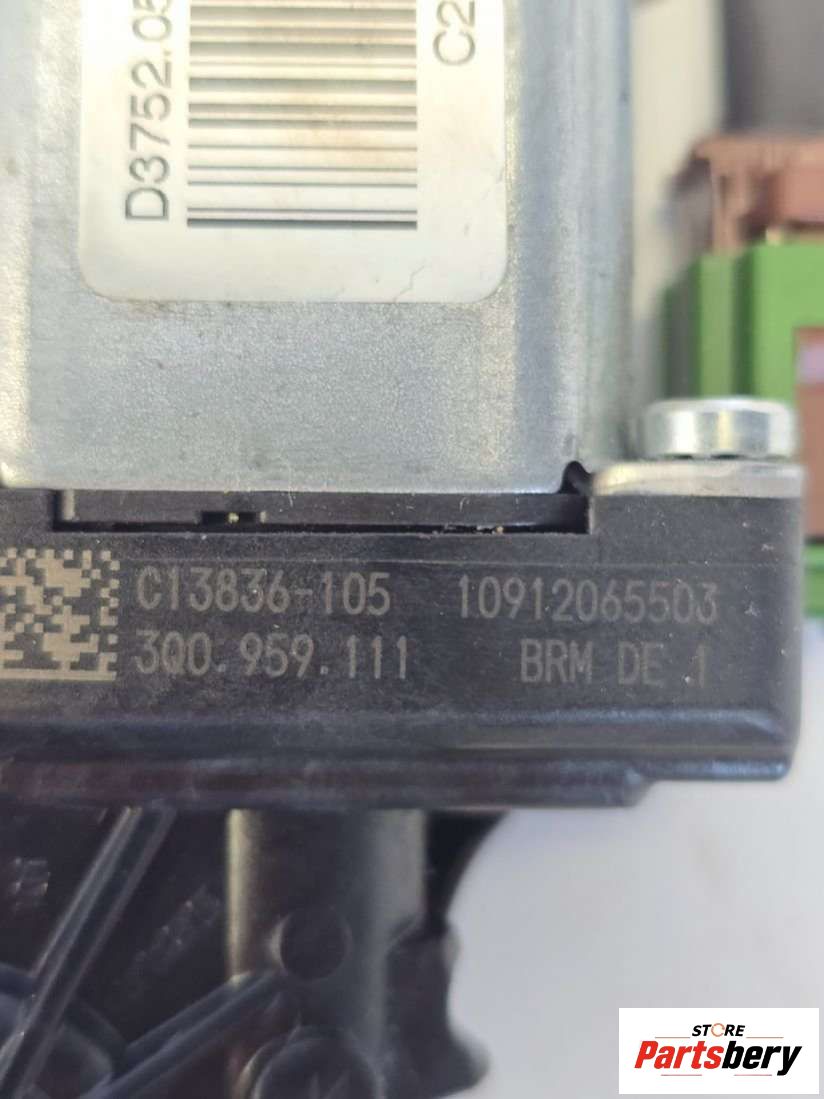 D3752.05
C2
C13836-105 10912065503
3Q0.959.111 BRM DE 1
STORE
Partsbery